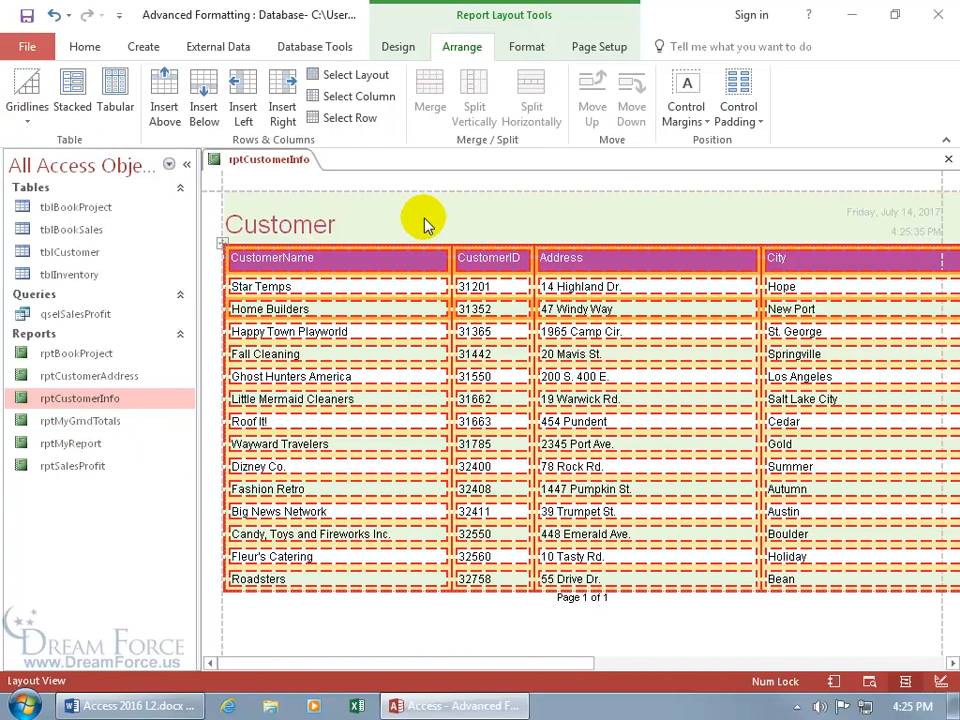 Advanced Formatting : Database- C:\User...
Report Layout Tools
Sign in
?
File
Home
Create
External Data
Database Tools
Design
Arrange
Format
Page Setup
Tell me what you want to do
Gridlines
Stacked
Tabular
Table
Insert Above
Insert Below
Insert Left
Insert Right
Select Layout
Select Column
Select Row
Rows & Columns
Merge
Split Vertically
Split Horizontally
Merge / Split
Move Up
Move Down
Move
A
Control Margins
Control Padding
Position
All Access Obje...
Tables
tblBookProject
tblBookSales
tblCustomer
tblInventory
Queries
qselSalesProfit
Reports
rptBookProject
rptCustomerAddress
rptCustomerInfo
rptMyGrndTotals
rptMyReport
rptSalesProfit
rptCustomerInfo
Customer
Friday, July 14, 2017
4:25:35 PM
CustomerName CustomerID Address City
Star Temps 31201 14 Highland Dr. Hope
Home Builders 31352 47 Windy Way New Port
Happy Town Playworld 31365 1965 Camp Cir. St. George
Fall Cleaning 31442 20 Mavis St. Springville
Ghost Hunters America 31550 200 S. 400 E. Los Angeles
Little Mermaid Cleaners 31662 19 Warwick Rd. Salt Lake City
Roof It! 31663 454 Pundent Cedar
Wayward Travelers 31785 2345 Port Ave. Gold
Dizney Co. 32400 78 Rock Rd. Summer
Fashion Retro 32408 1447 Pumpkin St. Autumn
Big News Network 32411 39 Trumpet St. Austin
Candy, Toys and Fireworks Inc. 32550 448 Emerald Ave. Boulder
Fleur's Catering 32560 10 Tasty Rd. Holiday
Roadsters 32758 55 Drive Dr. Bean
Page 1 of 1
DREAM FORCE
www.DreamForce.us
Layout View
Num Lock
Access 2016 L2.docx ...
Access - Advanced F...
4:25 PM